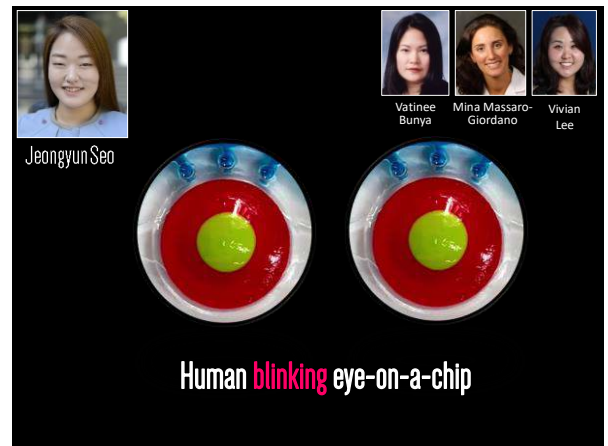 Jeongyun Seo
Vatinee
Bunya
Mina Massaro-
Giordano
Vivian
Lee
Human blinking eye-on-a-chip